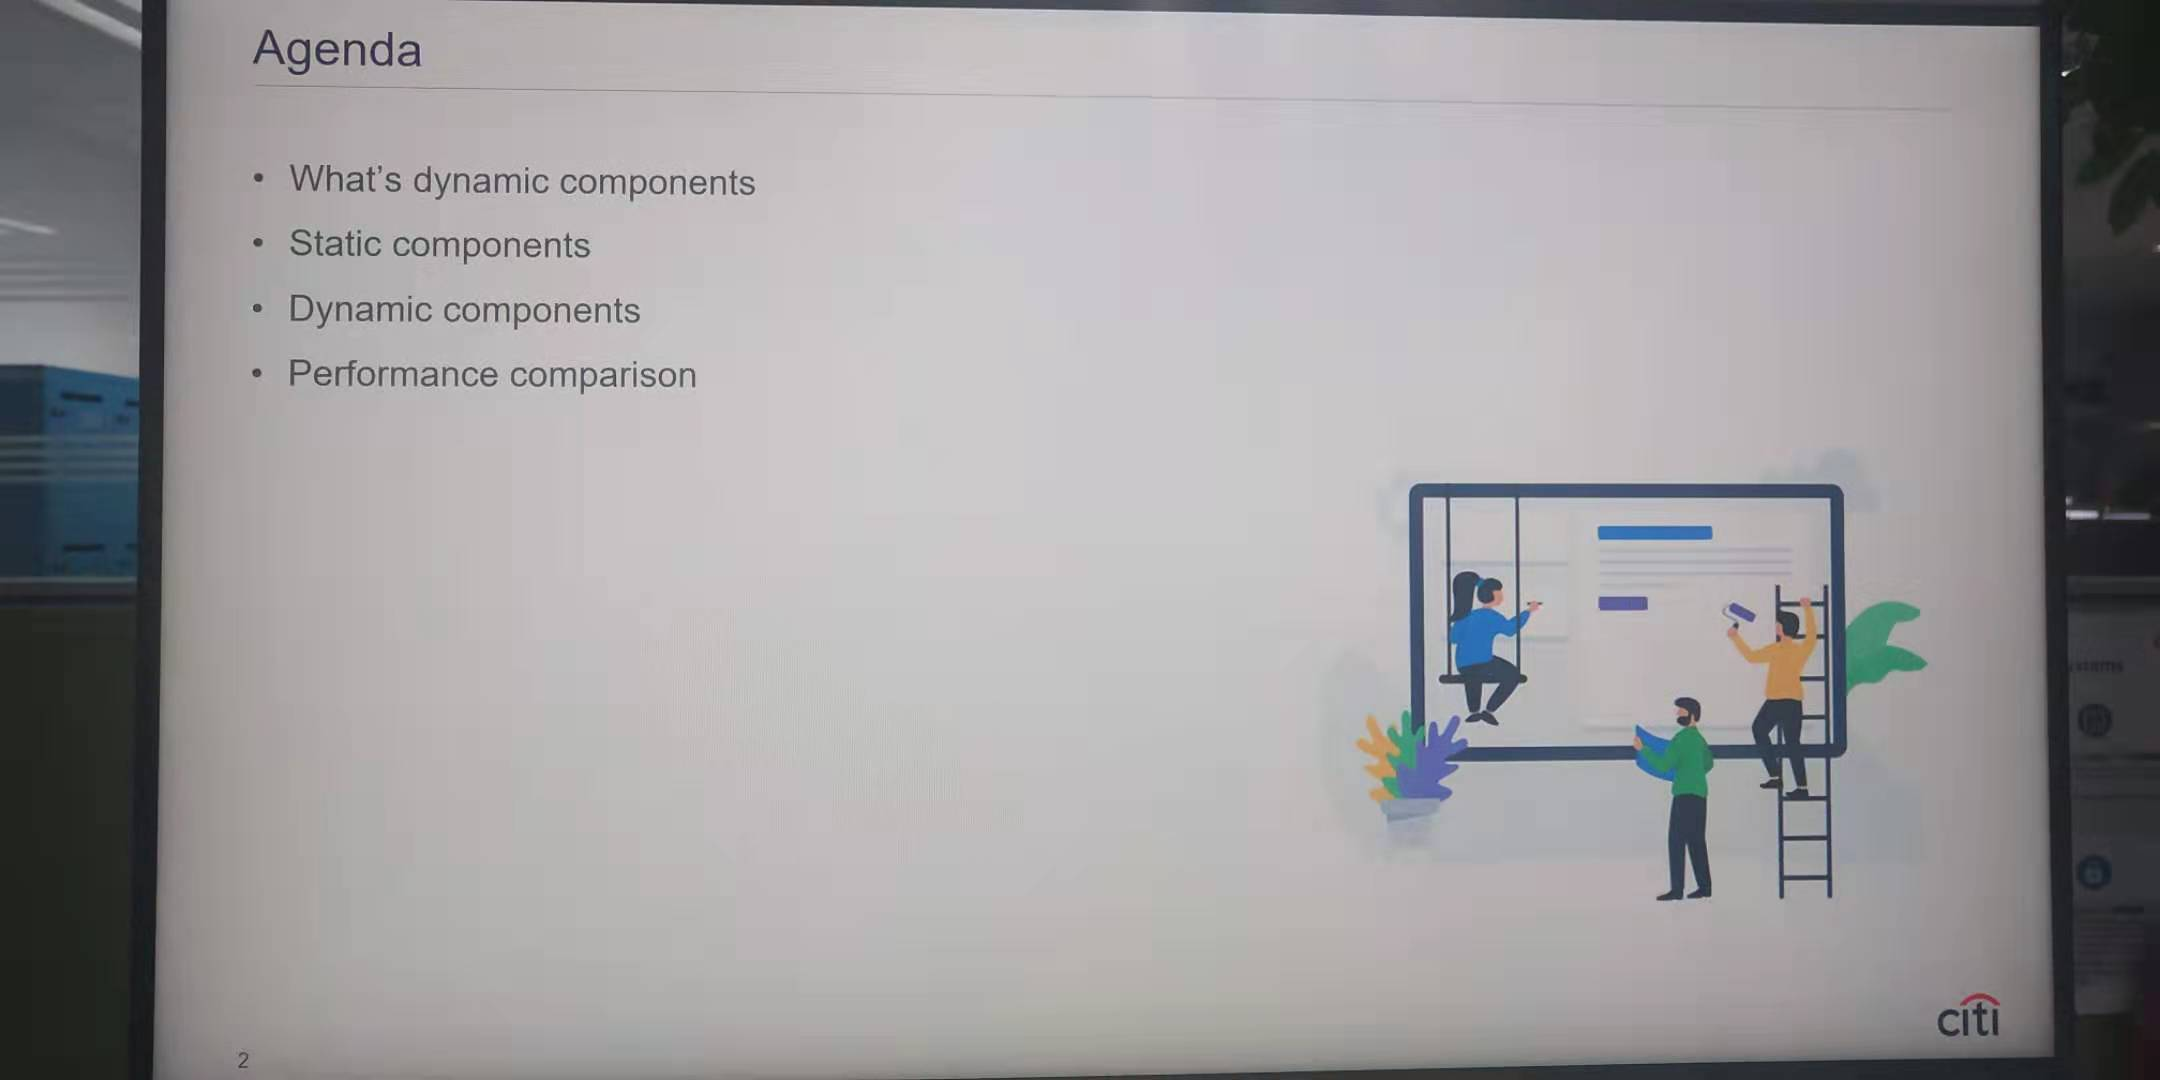 Agenda
• What's dynamic components
• Static components
• Dynamic components
• Performance comparison
citi
2